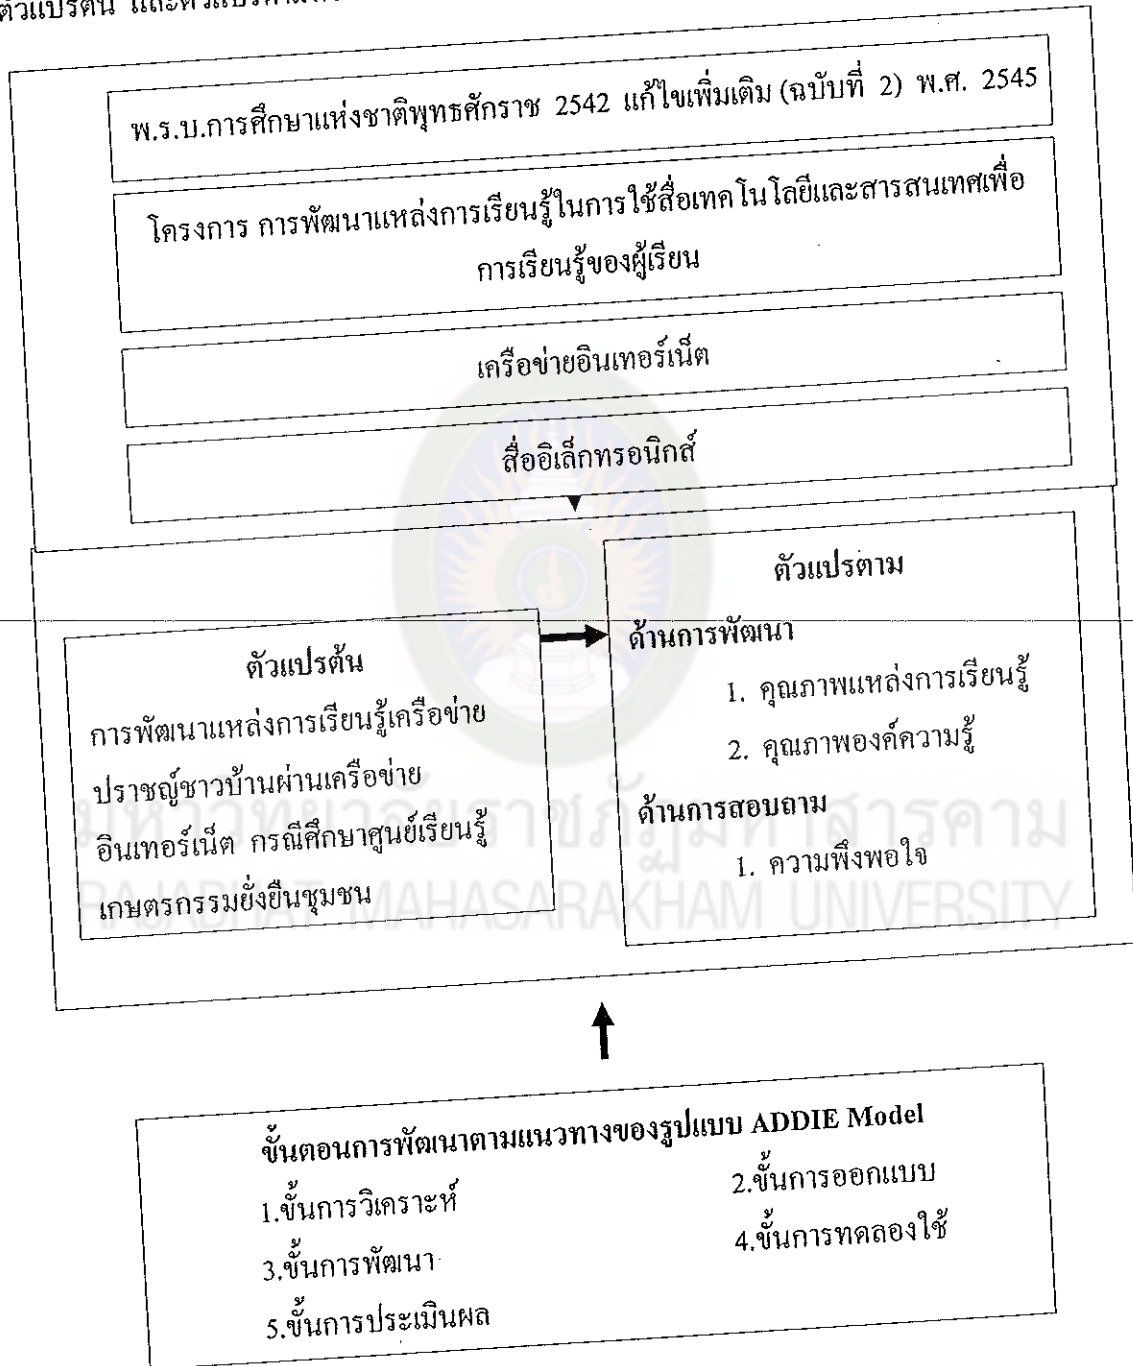 ตัวแปรต้น และตัวแปรตาม
พ.ร.บ.การศึกษาแห่งชาติพุทธศักราช 2542 แก้ไขเพิ่มเติม (ฉบับที่ 2) พ.ศ. 2545
โครงการ การพัฒนาแหล่งการเรียนรู้ในการใช้สื่อเทคโนโลยีและสารสนเทศเพื่อ
การเรียนรู้ของผู้เรียน
เครือข่ายอินเทอร์เน็ต
สื่ออิเล็กทรอนิกส์
ตัวแปรต้น
การพัฒนาแหล่งการเรียนรู้เครือข่าย
ปราชญ์ชาวบ้านผ่านเครือข่าย
อินเทอร์เน็ต กรณีศึกษาศูนย์เรียนรู้
เกษตรกรรมยั่งยืนชุมชน
ตัวแปรตาม
ด้านการพัฒนา
1. คุณภาพแหล่งการเรียนรู้
2. คุณภาพองค์ความรู้
ด้านการสอบถาม
1. ความพึงพอใจ
มหาวิทยาลัยราชภัฏมหาสารคาม
RAJABHAT MAHASARAKHAM UNIVERSITY
ขั้นตอนการพัฒนาตามแนวทางของรูปแบบ ADDIE Model
1.ขั้นการวิเคราะห์
2.ขั้นการออกแบบ
3.ขั้นการพัฒนา
4.ขั้นการทดลองใช้
5.ขั้นการประเมินผล